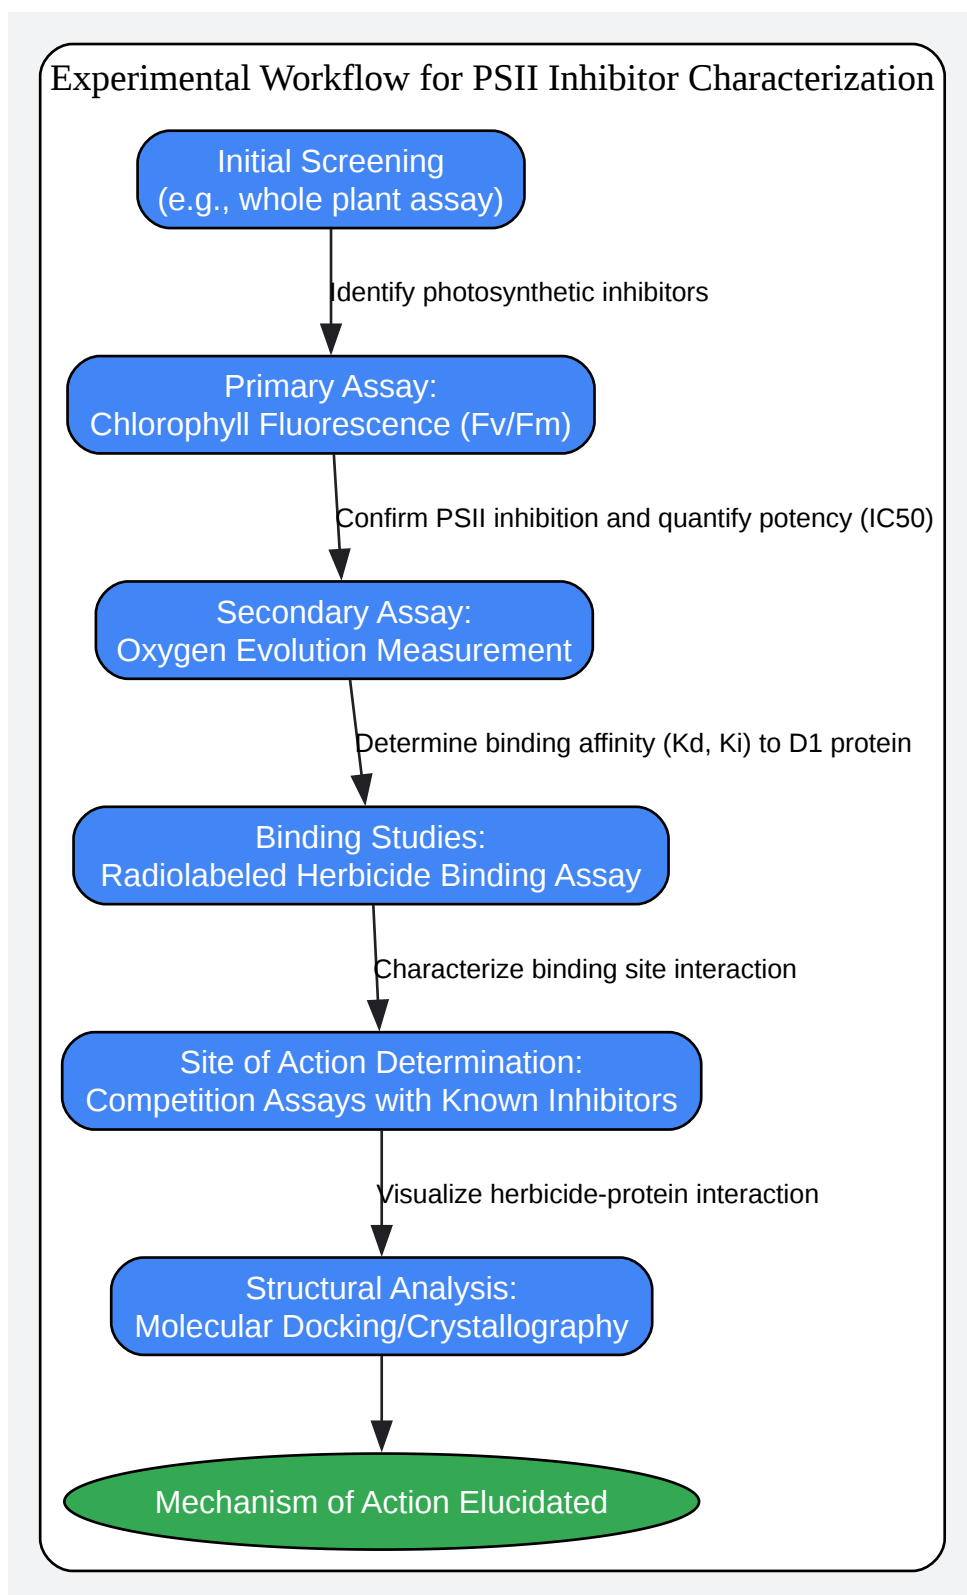 Experimental Workflow for PSII Inhibitor Characterization
Initial Screening
(e.g., whole plant assay)
Identify photosynthetic inhibitors
Primary Assay:
Chlorophyll Fluorescence (Fv/Fm)
Confirm PSII inhibition and quantify potency (IC50)
Secondary Assay:
Oxygen Evolution Measurement
Determine binding affinity (Kd, Ki) to D1 protein
Binding Studies:
Radiolabeled Herbicide Binding Assay
Characterize binding site interaction
Site of Action Determination:
Competition Assays with Known Inhibitors
Visualize herbicide-protein interaction
Structural Analysis:
Molecular Docking/Crystallography
Mechanism of Action Elucidated